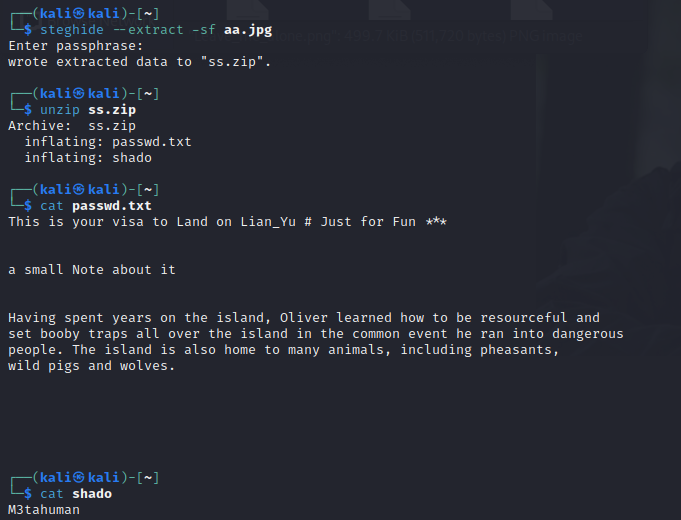 ┌──(kali㉿kali)-[~]
└─$ steghide --extract -sf aa.jpg
Enter passphrase:
wrote extracted data to "ss.zip".
┌──(kali㉿kali)-[~]
└─$ unzip ss.zip
Archive:  ss.zip
  inflating: passwd.txt
  inflating: shado
┌──(kali㉿kali)-[~]
└─$ cat passwd.txt
This is your visa to Land on Lian_Yu # Just for Fun ***
a small Note about it
Having spent years on the island, Oliver learned how to be resourceful and
set booby traps all over the island in the common event he ran into dangerous
people. The island is also home to many animals, including pheasants,
wild pigs and wolves.
┌──(kali㉿kali)-[~]
└─$ cat shado
M3tahuman